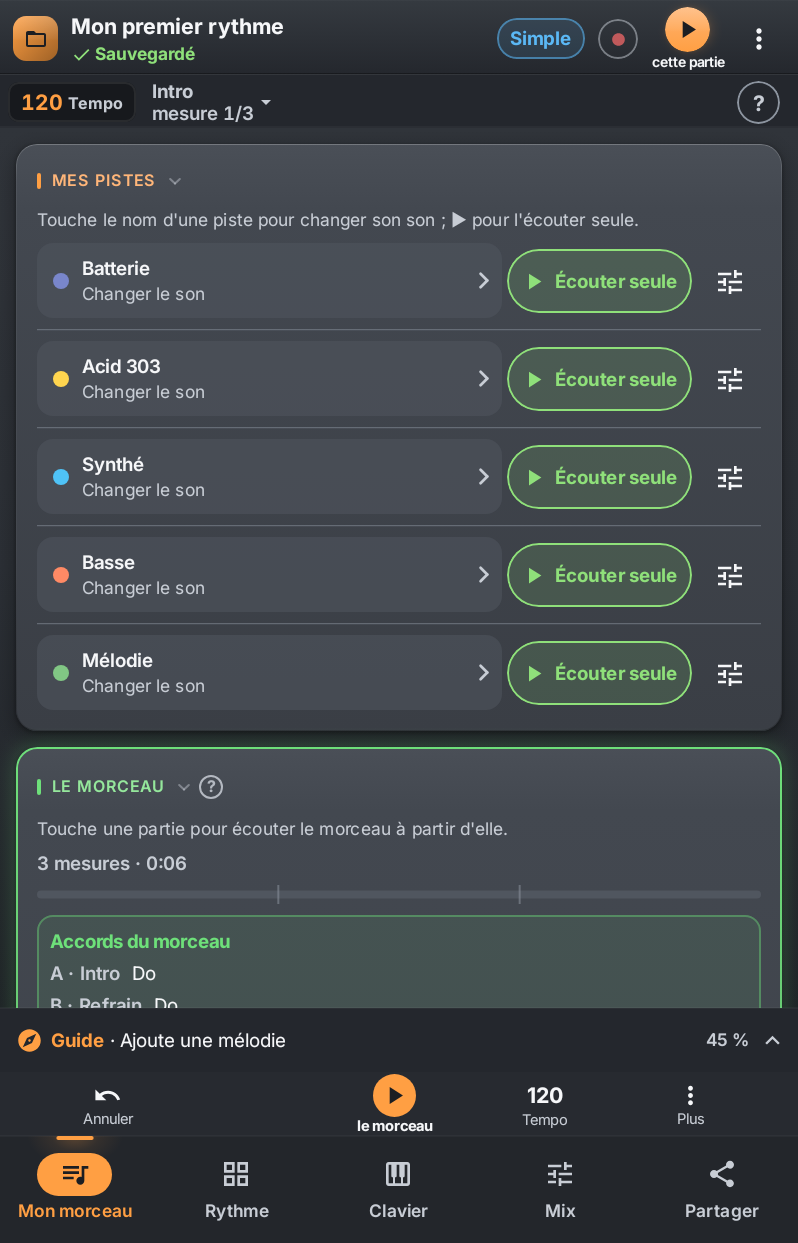 Mon premier rythme
Sauvegardé
Simple
cette partie
120 Tempo
Intro
mesure 1/3
?
MES PISTES
Touche le nom d'une piste pour changer son son ; ▶ pour l'écouter seule.
Batterie
Changer le son
Écouter seule
Acid 303
Changer le son
Écouter seule
Synthé
Changer le son
Écouter seule
Basse
Changer le son
Écouter seule
Mélodie
Changer le son
Écouter seule
LE MORCEAU
?
Touche une partie pour écouter le morceau à partir d'elle.
3 mesures · 0:06
Accords du morceau
A · Intro Do
B · Refrain Do
Guide · Ajoute une mélodie
45 %
Annuler
le morceau
120
Tempo
Plus
Mon morceau
Rythme
Clavier
Mix
Partager